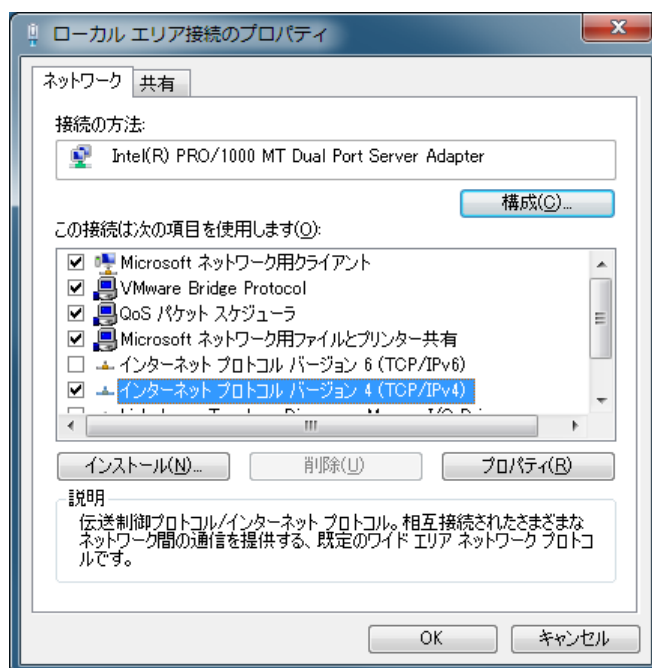 ローカル エリア接続のプロパティ
ネットワーク 共有
接続の方法:
Intel(R) PRO/1000 MT Dual Port Server Adapter
構成(C)...
この接続は次の項目を使用します(O):
Microsoft ネットワーク用クライアント
VMware Bridge Protocol
QoS パケット スケジューラ
Microsoft ネットワーク用ファイルとプリンター共有
インターネット プロトコル バージョン 6 (TCP/IPv6)
インターネット プロトコル バージョン 4 (TCP/IPv4)
インストール(N)... 削除(U) プロパティ(R)
説明
伝送制御プロトコル/インターネット プロトコル。相互接続されたさまざまな
ネットワーク間の通信を提供する、既定のワイド エリア ネットワーク プロトコ
ルです。
OK キャンセル